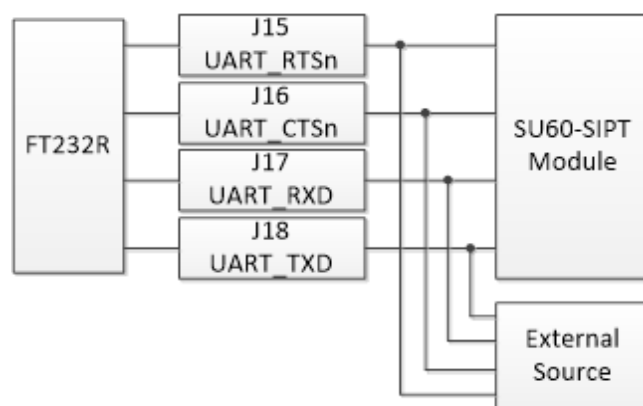 J15
UART_RTSn
J16
UART_CTSn
FT232R
J17
UART_RXD
J18
UART_TXD
SU60-SIPT
Module
External
Source